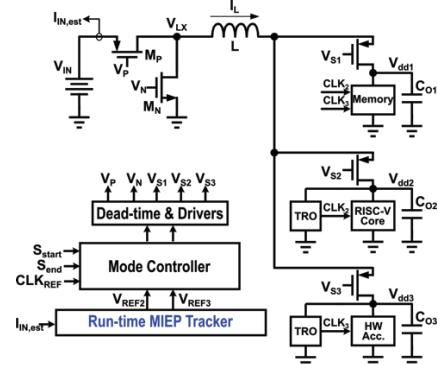 I_IN,est
V_LX
I_L
L
M_P
V_P
V_IN
V_N
M_N
V_S1
V_dd1
CLK_2
CLK_3
Memory
C_O1
V_S2
V_dd2
TRO
CLK_2
RISC-V
Core
C_O2
V_P V_N V_S1 V_S2 V_S3
Dead-time & Drivers
S_start
S_end
CLK_REF
Mode Controller
V_REF2 V_REF3
I_IN,est
Run-time MIEP Tracker
V_S3
V_dd3
TRO
CLK_3
HW
Acc.
C_O3